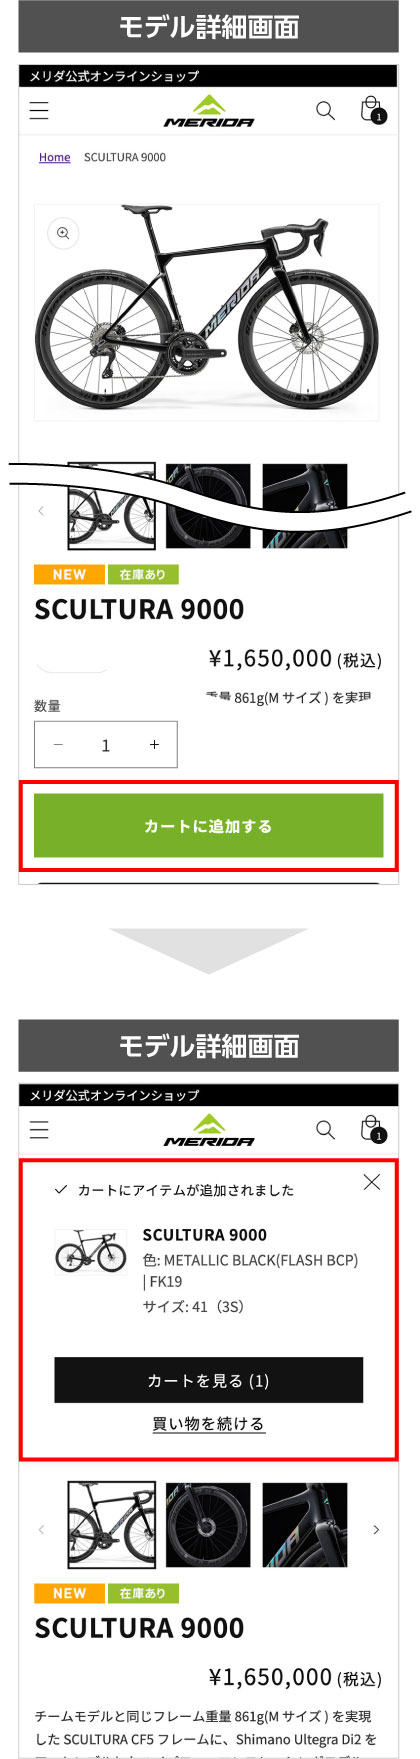 モデル詳細画面
メリダ公式オンラインショップ
MERIDA
1
Home SCULTURA 9000
MERIDA
NEW 在庫あり
SCULTURA 9000
¥1,650,000 (税込)
重量 861g(M サイズ ) を実現
数量
− 1 +
カートに追加する
モデル詳細画面
メリダ公式オンラインショップ
MERIDA
1
カートにアイテムが追加されました
SCULTURA 9000
色: METALLIC BLACK(FLASH BCP)
| FK19
サイズ: 41（3S）
カートを見る (1)
買い物を続ける
NEW 在庫あり
SCULTURA 9000
¥1,650,000 (税込)
チームモデルと同じフレーム重量 861g(M サイズ ) を実現
した SCULTURA CF5 フレームに、Shimano Ultegra Di2 を